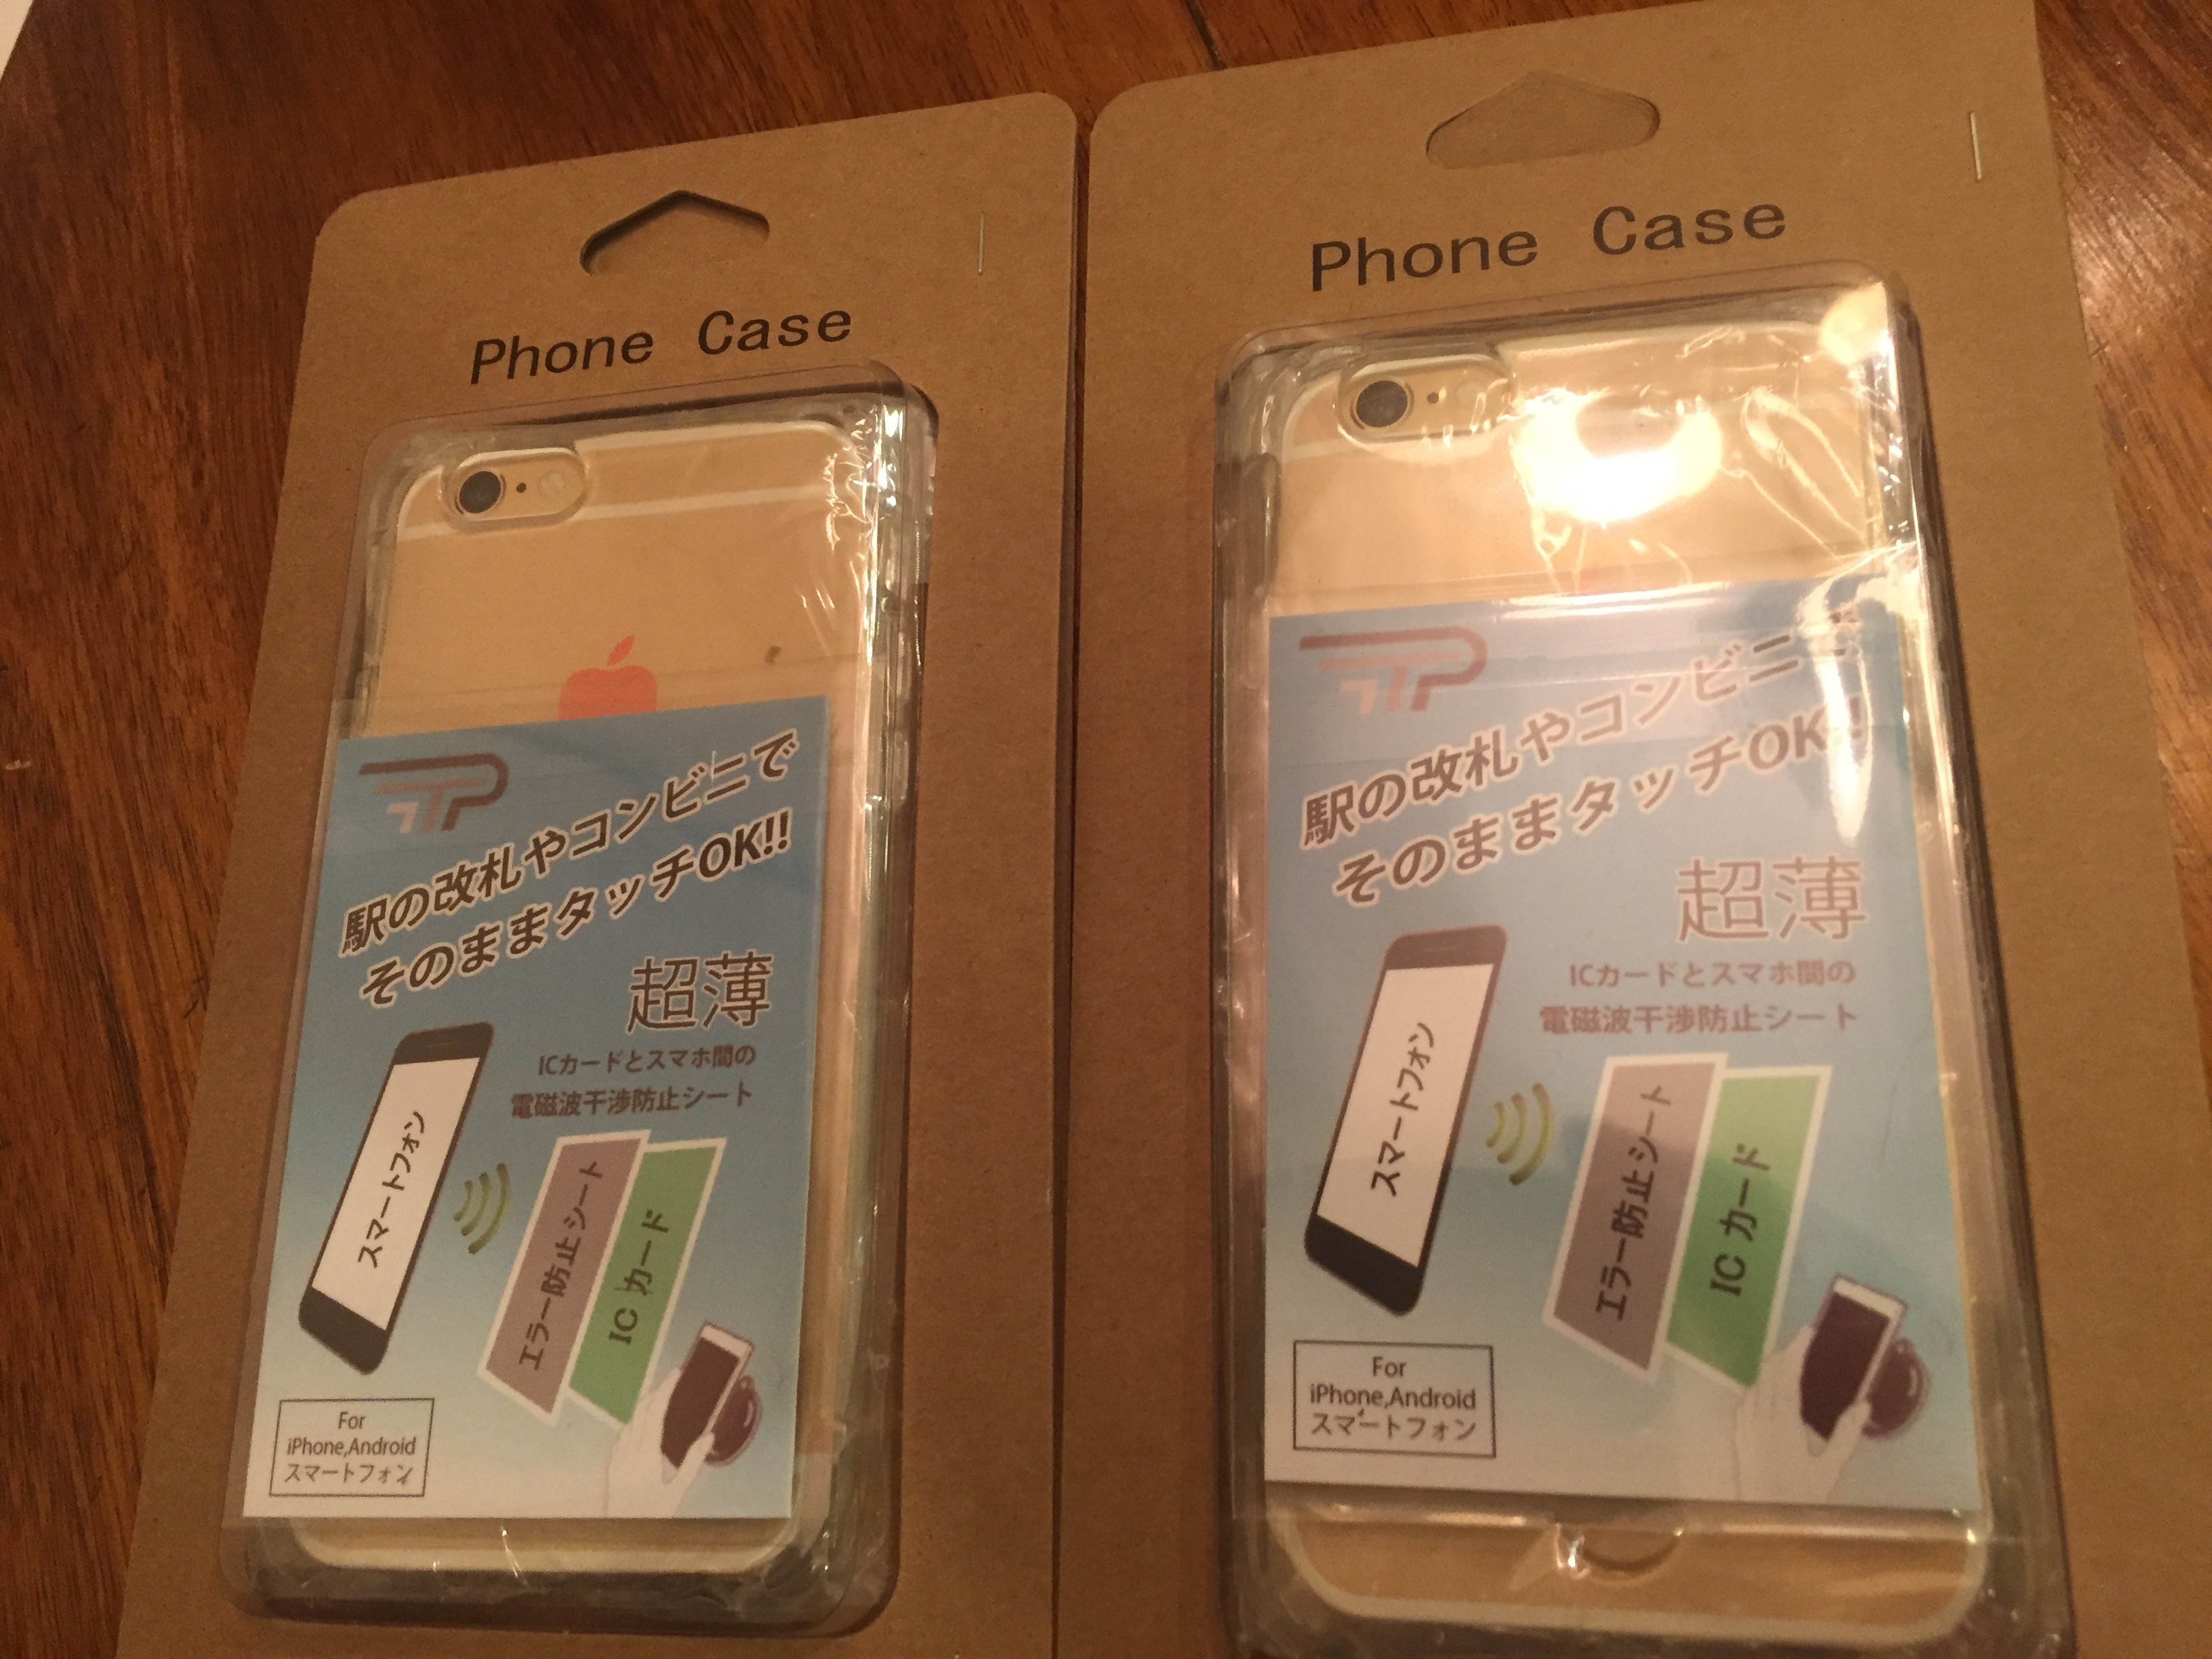 Phone Case
TP
駅の改札やコンビニで
そのままタッチOK!!
超薄
ICカードとスマホ間の
電磁波干渉防止シート
スマートフォン
エラー防止シート
ICカード
For
iPhone,Android
スマートフォン
Phone Case
TP
駅の改札やコンビニで
そのままタッチOK!!
超薄
ICカードとスマホ間の
電磁波干渉防止シート
スマートフォン
エラー防止シート
ICカード
For
iPhone,Android
スマートフォン